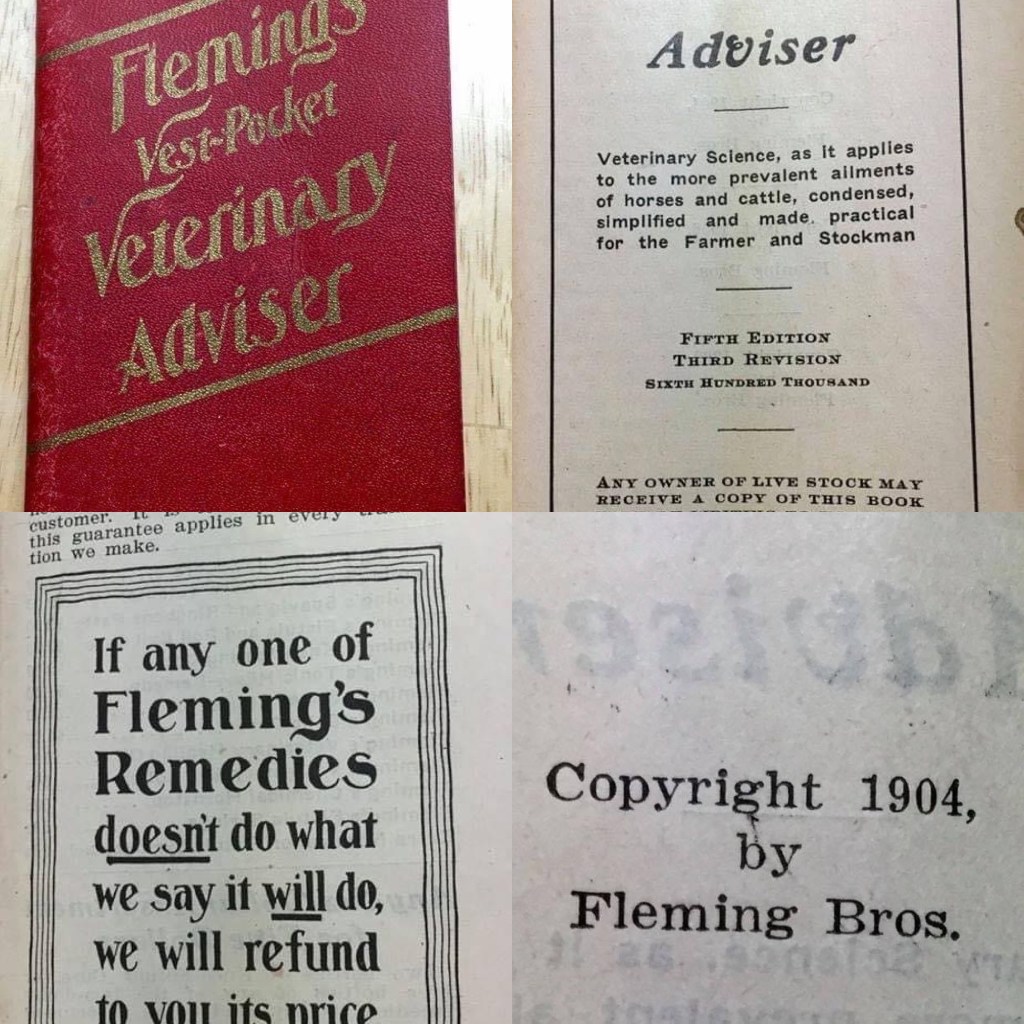 Fleming's
Vest-Pocket
Veterinary
Adviser
Adviser
Veterinary Science, as it applies
to the more prevalent ailments
of horses and cattle, condensed,
simplified and made practical
for the Farmer and Stockman
FIFTH EDITION
THIRD REVISION
SIXTH HUNDRED THOUSAND
ANY OWNER OF LIVE STOCK MAY
RECEIVE A COPY OF THIS BOOK
customer. It is
this guarantee applies in every
tion we make.
If any one of
Fleming's
Remedies
doesn't do what
we say it will do,
we will refund
to you its price
Copyright 1904,
by
Fleming Bros.